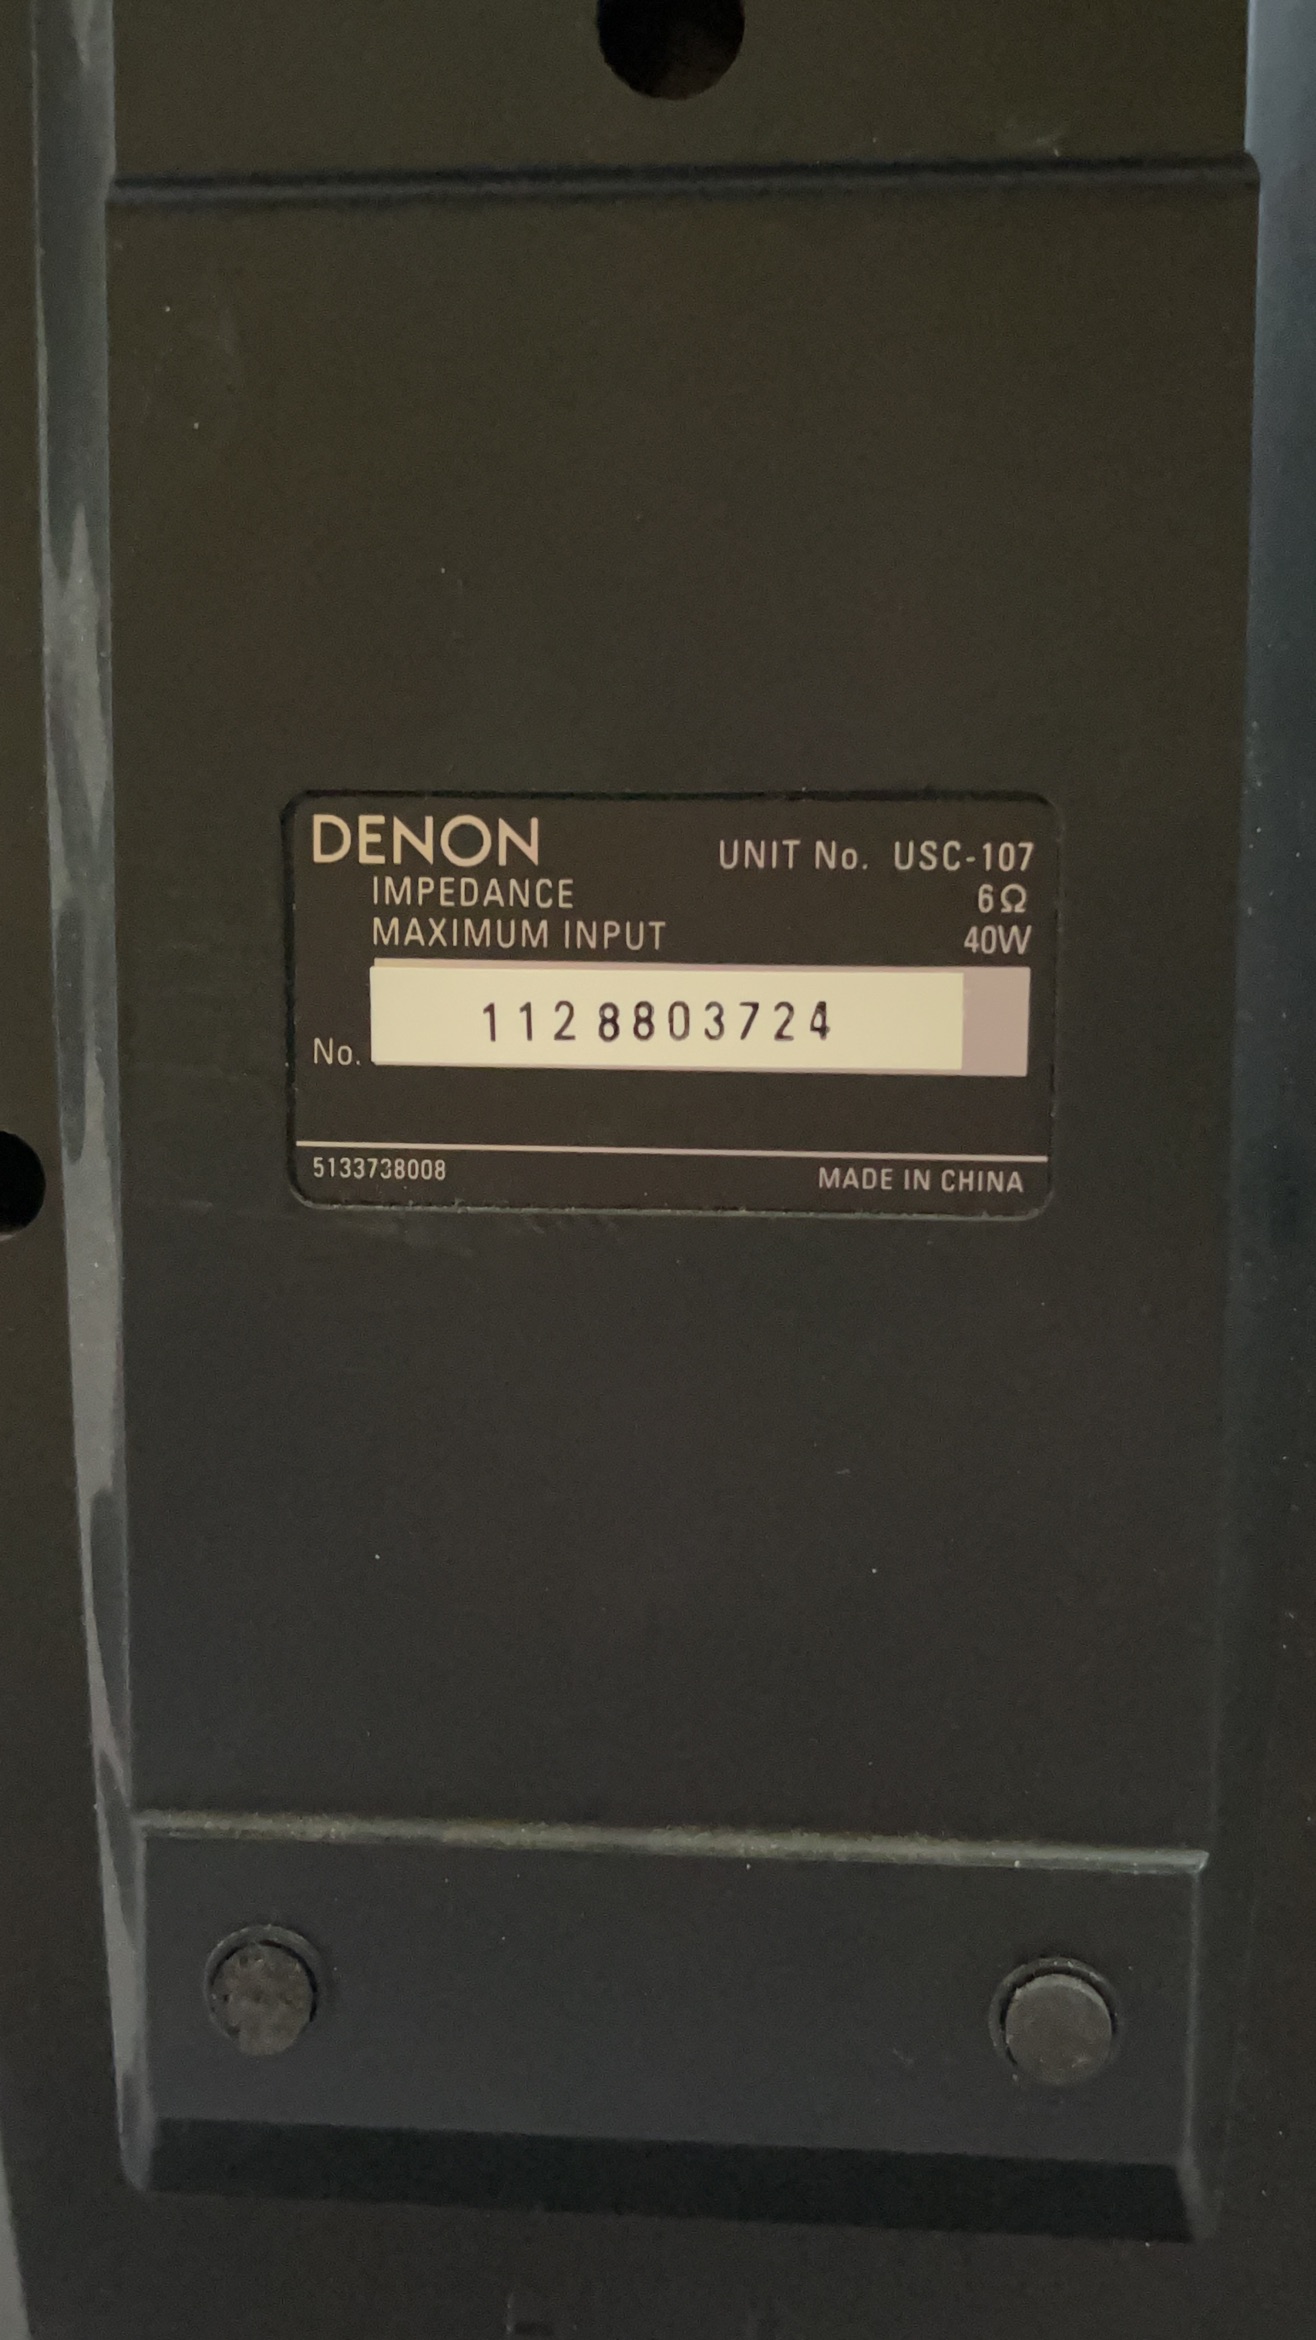 DENON
UNIT No. USC-107
IMPEDANCE 6Ω
MAXIMUM INPUT 40W
No. 1128803724
5133738008 MADE IN CHINA